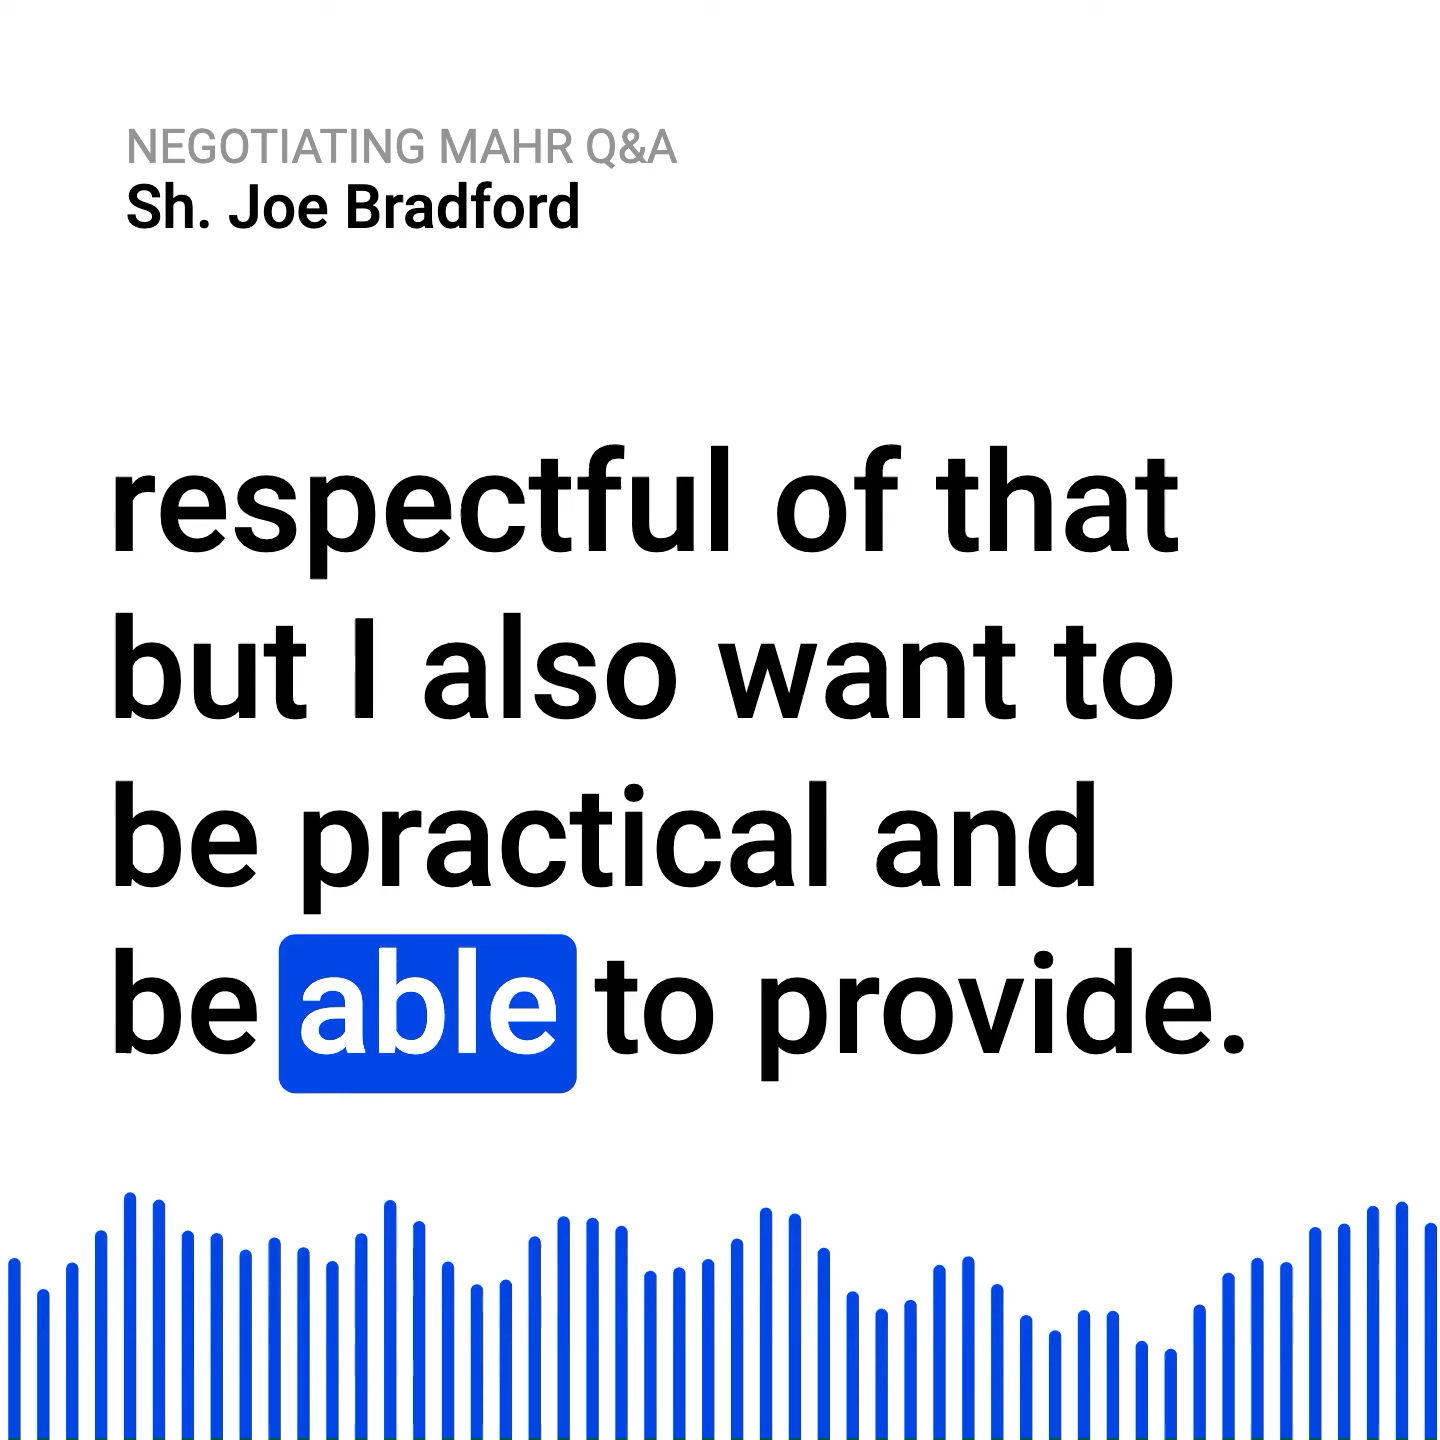 NEGOTIATING MAHR Q&A
Sh. Joe Bradford
respectful of that
but I also want to
be practical and
be able to provide.